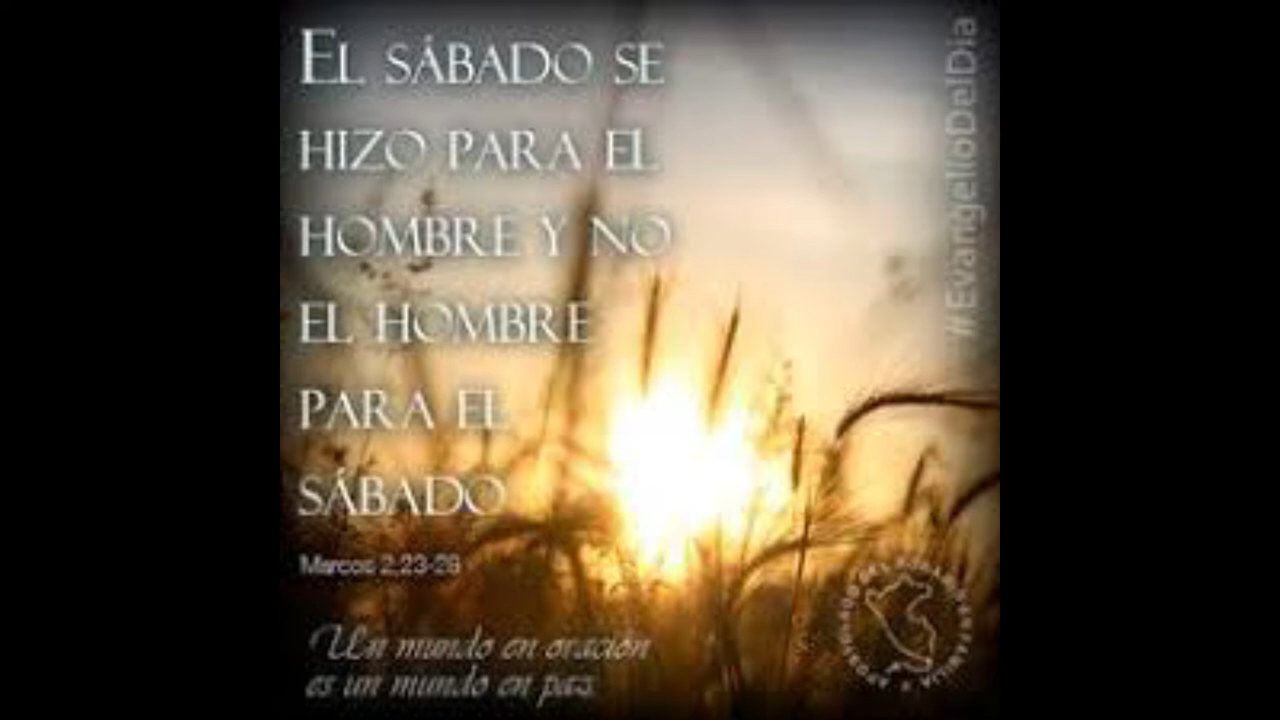 El sábado se
hizo para el
hombre y no
el hombre
para el
sábado
Marcos 2,23-28
Un mundo en oración
es un mundo en paz.
#EvangelioDelDia